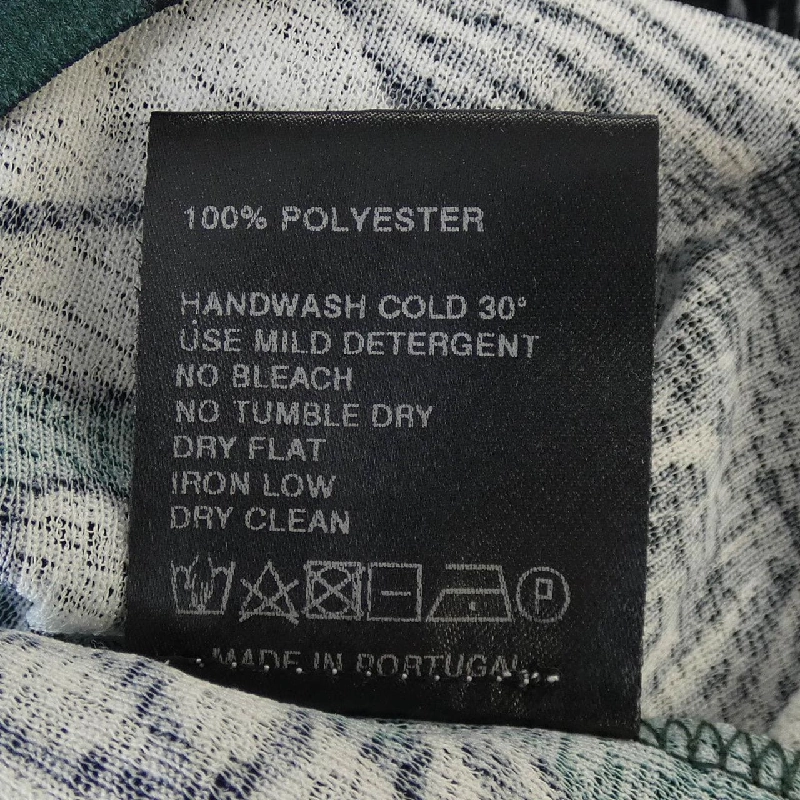 100% POLYESTER
HANDWASH COLD 30°
USE MILD DETERGENT
NO BLEACH
NO TUMBLE DRY
DRY FLAT
IRON LOW
DRY CLEAN
P
MADE IN PORTUGAL